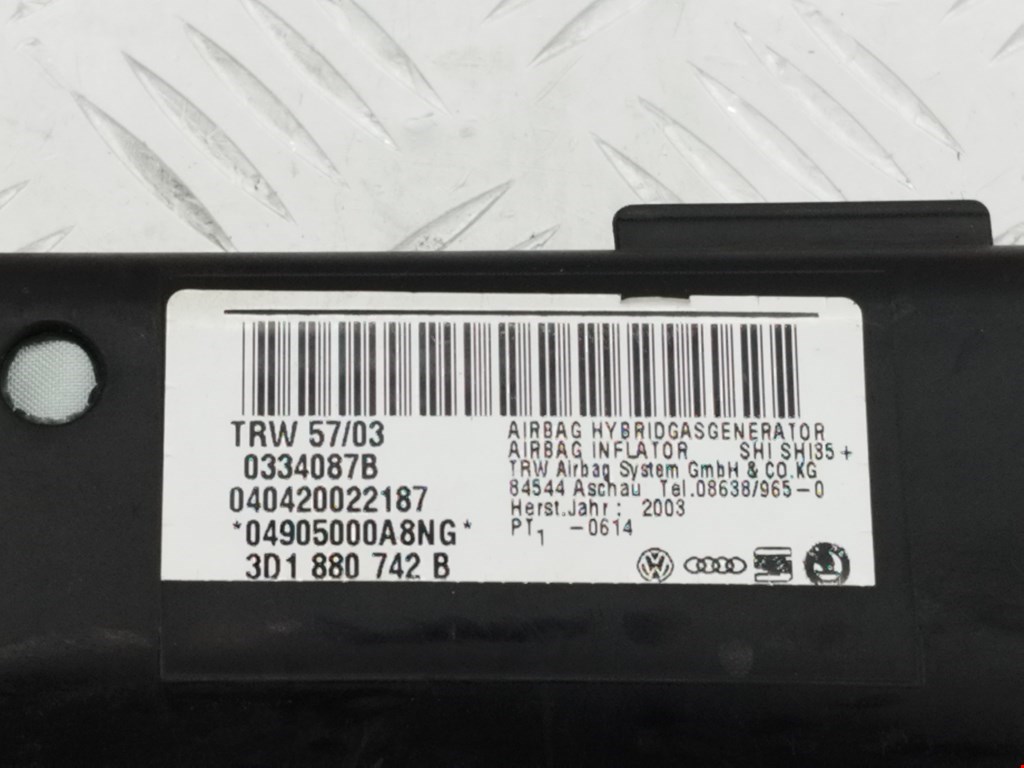 TRW 57/03
0334087B
040420022187
*04905000A8NG*
3D1 880 742 B
AIRBAG HYBRIDGASGENERATOR
AIRBAG INFLATOR SHI SHI35+
TRW Airbag System GmbH & CO.KG
84544 Aschau Tel.08638/965-0
Herst.Jahr: 2003
PT1 -0614